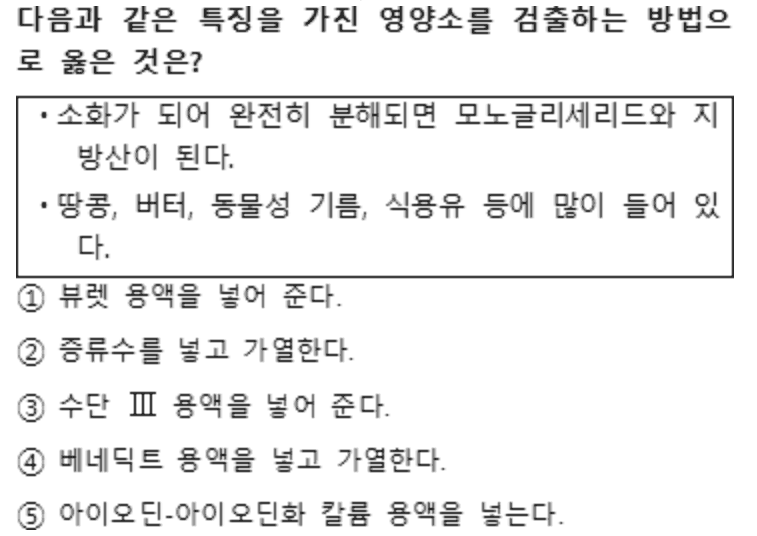 다음과 같은 특징을 가진 영양소를 검출하는 방법으
로 옳은 것은?
• 소화가 되어 완전히 분해되면 모노글리세리드와 지
방산이 된다.
• 땅콩, 버터, 동물성 기름, 식용유 등에 많이 들어 있
다.
① 뷰렛 용액을 넣어 준다.
② 증류수를 넣고 가열한다.
③ 수단 Ⅲ 용액을 넣어 준다.
④ 베네딕트 용액을 넣고 가열한다.
⑤ 아이오딘-아이오딘화 칼륨 용액을 넣는다.